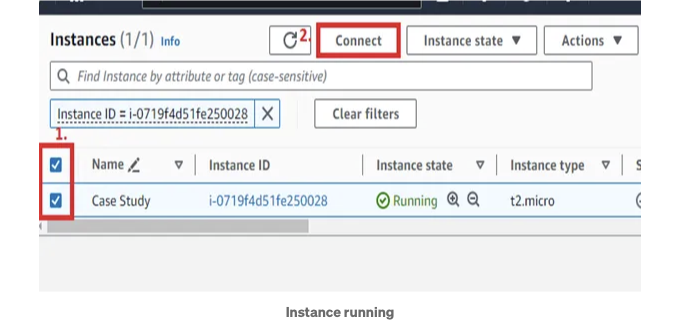 Instances (1/1) Info 2. Connect Instance state ▼ Actions ▼
Find Instance by attribute or tag (case-sensitive)
Instance ID = i-0719f4d51fe250028 X Clear filters
1.
Name Instance ID Instance state Instance type S
Case Study i-0719f4d51fe250028 Running t2.micro
Instance running